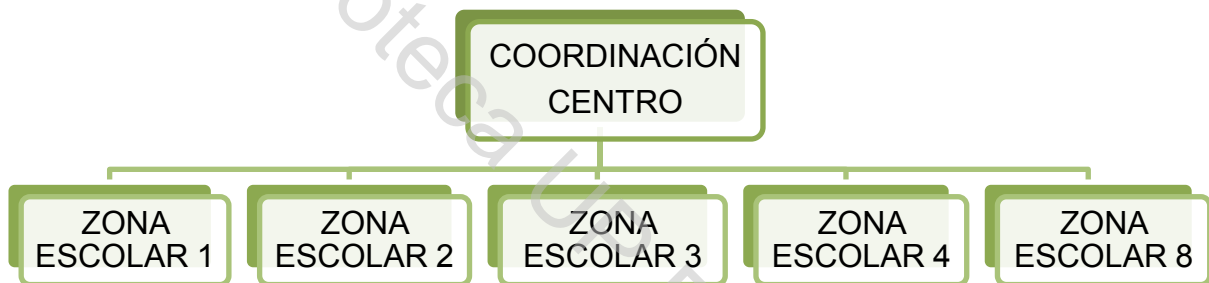 COORDINACIÓN
CENTRO
ZONA
ESCOLAR 1
ZONA
ESCOLAR 2
ZONA
ESCOLAR 3
ZONA
ESCOLAR 4
ZONA
ESCOLAR 8